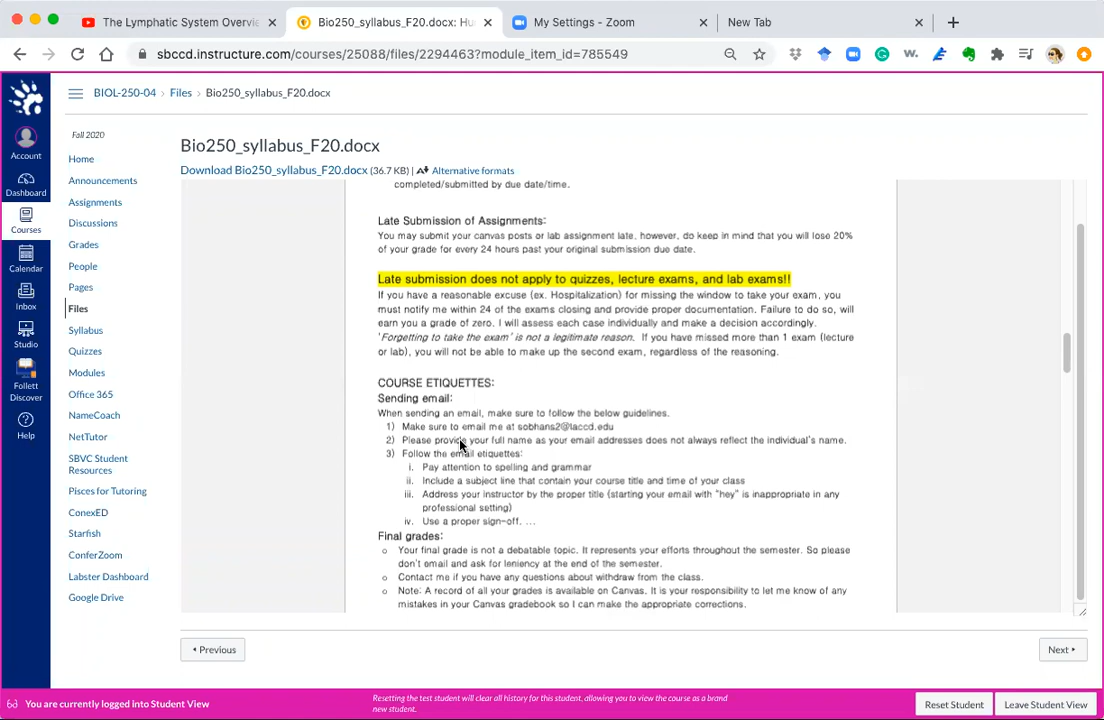 The Lymphatic System Overvie
Bio250_syllabus_F20.docx: Hu
My Settings - Zoom
New Tab
sbccd.instructure.com/courses/25088/files/2294463?module_item_id=785549
BIOL-250-04 › Files › Bio250_syllabus_F20.docx
Account
Dashboard
Courses
Calendar
Inbox
Studio
Follett
Discover
Help
Fall 2020
Home
Announcements
Assignments
Discussions
Grades
People
Pages
Files
Syllabus
Quizzes
Modules
Office 365
NameCoach
NetTutor
SBVC Student
Resources
Pisces for Tutoring
ConexED
Starfish
ConferZoom
Labster Dashboard
Google Drive
Bio250_syllabus_F20.docx
Download Bio250_syllabus_F20.docx (36.7 KB) | Alternative formats
completed/submitted by due date/time.
Late Submission of Assignments:
You may submit your canvas posts or lab assignment late, however, do keep in mind that you will lose 20%
of your grade for every 24 hours past your original submission due date.
Late submission does not apply to quizzes, lecture exams, and lab exams!!
If you have a reasonable excuse (ex. Hospitalization) for missing the window to take your exam, you
must notify me within 24 of the exams closing and provide proper documentation. Failure to do so, will
earn you a grade of zero. I will assess each case individually and make a decision accordingly.
'Forgetting to take the exam' is not a legitimate reason. If you have missed more than 1 exam (lecture
or lab), you will not be able to make up the second exam, regardless of the reasoning.
COURSE ETIQUETTES:
Sending email:
When sending an email, make sure to follow the below guidelines.
1) Make sure to email me at sobhans2@laccd.edu
2) Please provide your full name as your email addresses does not always reflect the individual's name.
3) Follow the email etiquettes:
i. Pay attention to spelling and grammar
ii. Include a subject line that contain your course title and time of your class
iii. Address your instructor by the proper title (starting your email with "hey" is inappropriate in any
professional setting)
iv. Use a proper sign-off. ...
Final grades:
o Your final grade is not a debatable topic. It represents your efforts throughout the semester. So please
don't email and ask for leniency at the end of the semester.
o Contact me if you have any questions about withdraw from the class.
o Note: A record of all your grades is available on Canvas. It is your responsibility to let me know of any
mistakes in your Canvas gradebook so I can make the appropriate corrections.
Previous
Next
You are currently logged into Student View
Resetting the test student will clear all history for this student, allowing you to view the course as a brand
new student.
Reset Student
Leave Student View